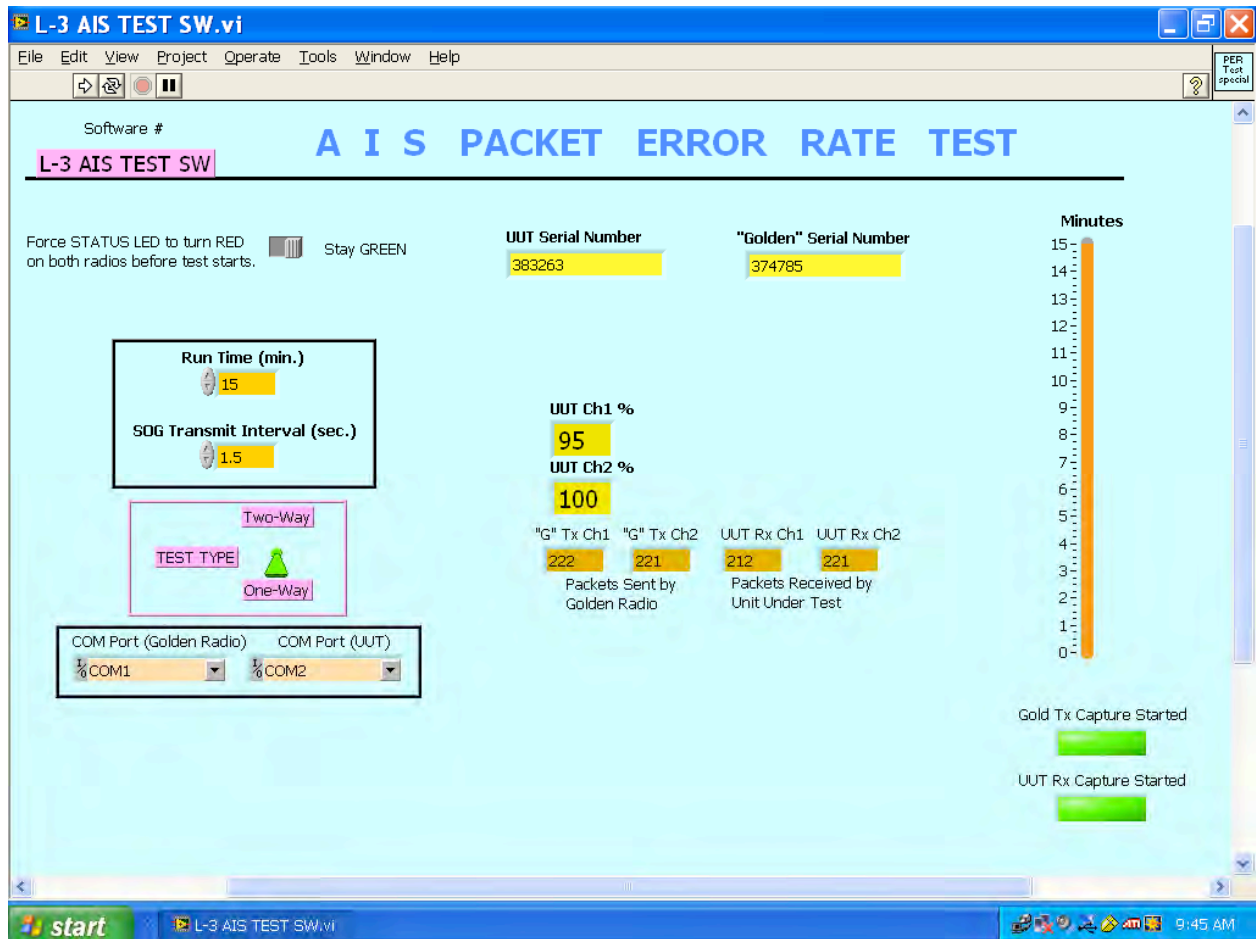 L-3 AIS TEST SW.vi
File Edit View Project Operate Tools Window Help
PER
Test
special
?
Software #
L-3 AIS TEST SW
A I S PACKET ERROR RATE TEST
Force STATUS LED to turn RED
on both radios before test starts.
Stay GREEN
UUT Serial Number
383263
"Golden" Serial Number
374785
Minutes
15
14
13
12
11
10
9
8
7
6
5
4
3
2
1
0
Run Time (min.)
15
SOG Transmit Interval (sec.)
1.5
UUT Ch1 %
95
UUT Ch2 %
100
Two-Way
TEST TYPE
One-Way
"G" Tx Ch1 "G" Tx Ch2 UUT Rx Ch1 UUT Rx Ch2
222 221 212 221
Packets Sent by
Golden Radio
Packets Received by
Unit Under Test
COM Port (Golden Radio) COM Port (UUT)
COM1 COM2
Gold Tx Capture Started
UUT Rx Capture Started
start
L-3 AIS TEST SW.vi
9:45 AM